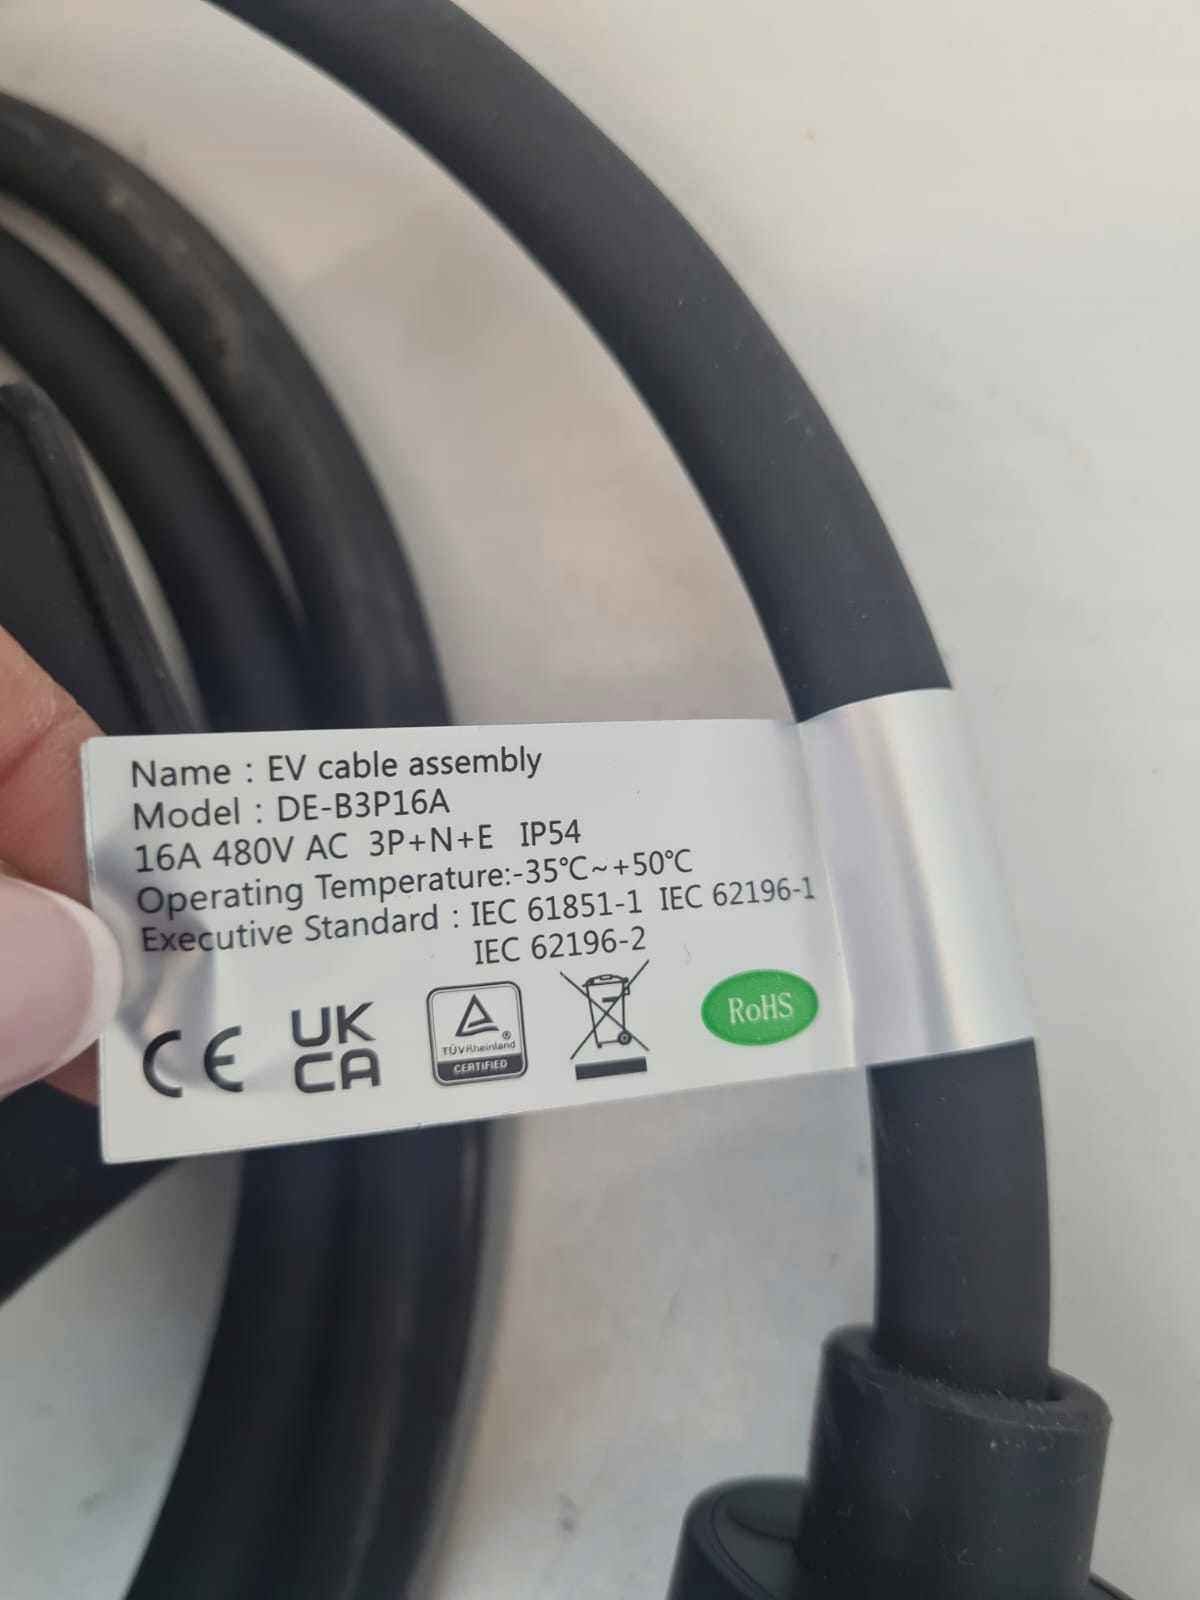 Name : EV cable assembly
Model : DE-B3P16A
16A 480V AC 3P+N+E IP54
Operating Temperature:-35℃~+50℃
Executive Standard : IEC 61851-1 IEC 62196-1
IEC 62196-2
CE
UK
CA
TÜVRheinland®
CERTIFIED
RoHS